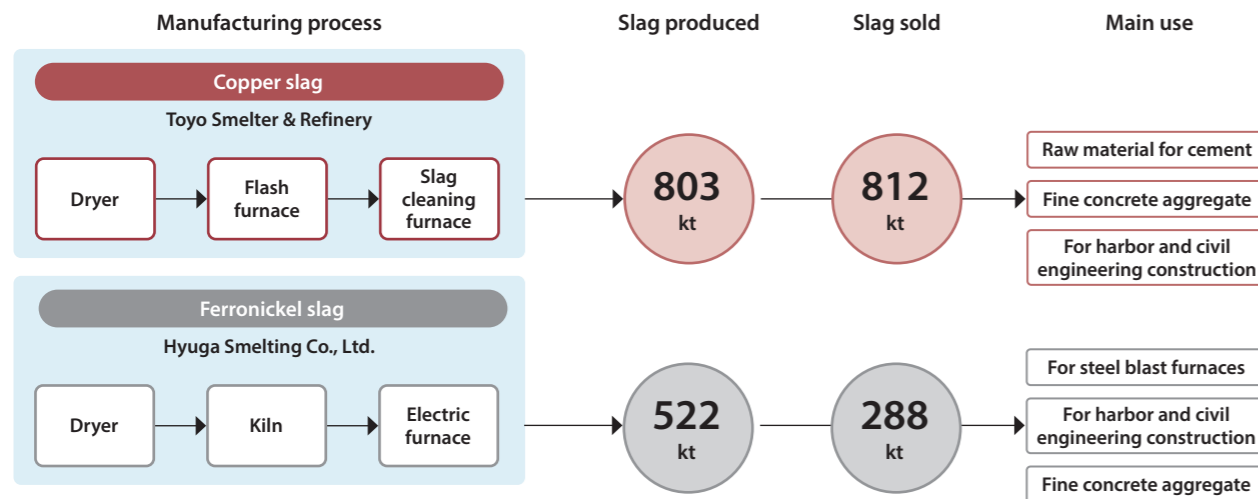 Manufacturing process
Slag produced
Slag sold
Main use
Copper slag
Toyo Smelter & Refinery
Dryer
Flash
furnace
Slag
cleaning
furnace
803
kt
812
kt
Raw material for cement
Fine concrete aggregate
For harbor and civil
engineering construction
Ferronickel slag
Hyuga Smelting Co., Ltd.
Dryer
Kiln
Electric
furnace
522
kt
288
kt
For steel blast furnaces
For harbor and civil
engineering construction
Fine concrete aggregate